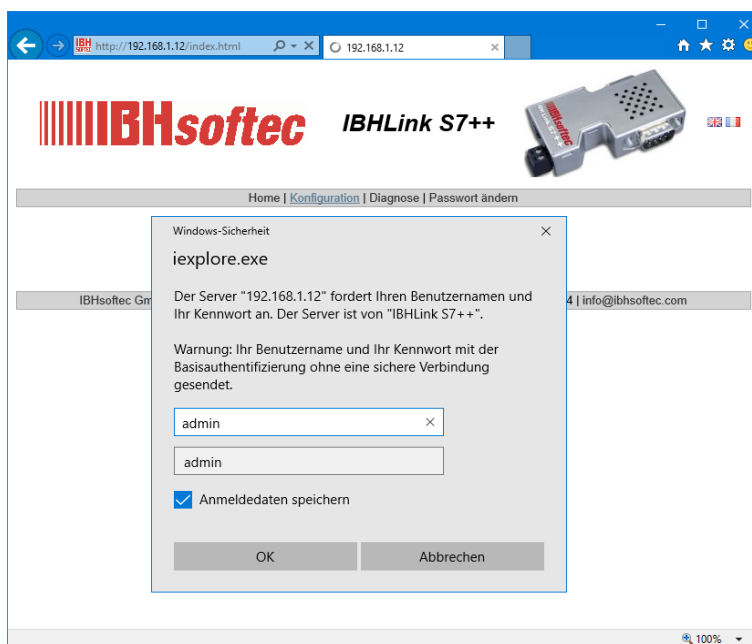 IBH
SOFTEC
http://192.168.1.12/index.html
192.168.1.12
IBHsoftec
IBHLink S7++
IBHsoftec
Home | Konfiguration | Diagnose | Passwort ändern
Windows-Sicherheit
iexplore.exe
Der Server "192.168.1.12" fordert Ihren Benutzernamen und
Ihr Kennwort an. Der Server ist von "IBHLink S7++".
Warnung: Ihr Benutzername und Ihr Kennwort mit der
Basisauthentifizierung ohne eine sichere Verbindung
gesendet.
admin
admin
Anmeldedaten speichern
OK
Abbrechen
IBHsoftec Gm
4 | info@ibhsoftec.com
100%